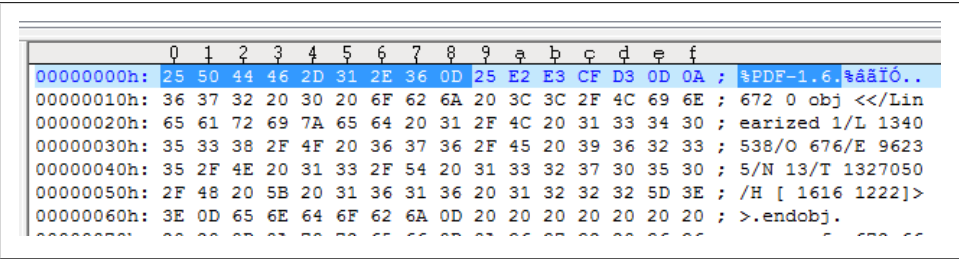 0 1 2 3 4 5 6 7 8 9 a b c d e f
00000000h: 25 50 44 46 2D 31 2E 36 0D 25 E2 E3 CF D3 0D 0A ; %PDF-1.6.%âãÏÓ..
00000010h: 36 37 32 20 30 20 6F 62 6A 20 3C 3C 2F 4C 69 6E ; 672 0 obj <</Lin
00000020h: 65 61 72 69 7A 65 64 20 31 2F 4C 20 31 33 34 30 ; earized 1/L 1340
00000030h: 35 33 38 2F 4F 20 36 37 36 2F 45 20 39 36 32 33 ; 538/O 676/E 9623
00000040h: 35 2F 4E 20 31 33 2F 54 20 31 33 32 37 30 35 30 ; 5/N 13/T 1327050
00000050h: 2F 48 20 5B 20 31 36 31 36 20 31 32 32 32 5D 3E ; /H [ 1616 1222]>
00000060h: 3E 0D 65 6E 64 6F 62 6A 0D 20 20 20 20 20 20 20 ; >.endobj.